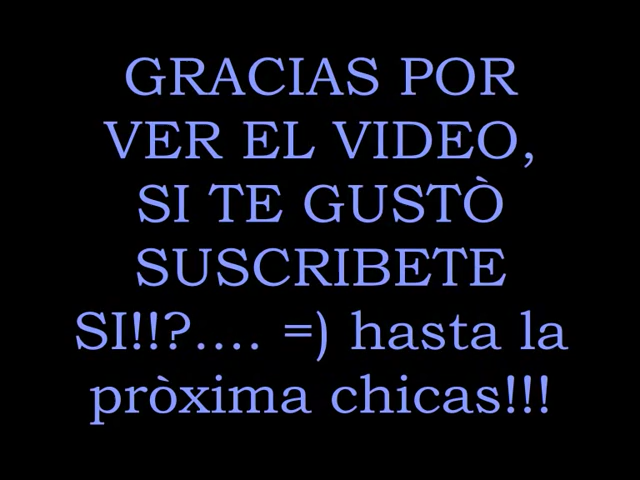 GRACIAS POR
VER EL VIDEO,
SI TE GUSTÒ
SUSCRIBETE
SI!!?.... =) hasta la
pròxima chicas!!!